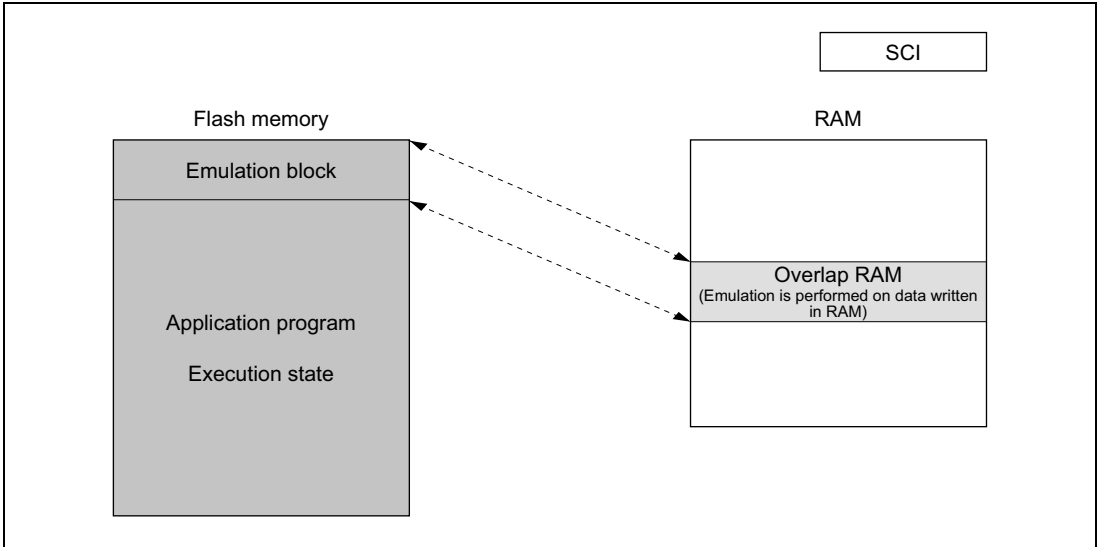 SCI
Flash memory
RAM
Emulation block
Overlap RAM
(Emulation is performed on data written
in RAM)
Application program
Execution state